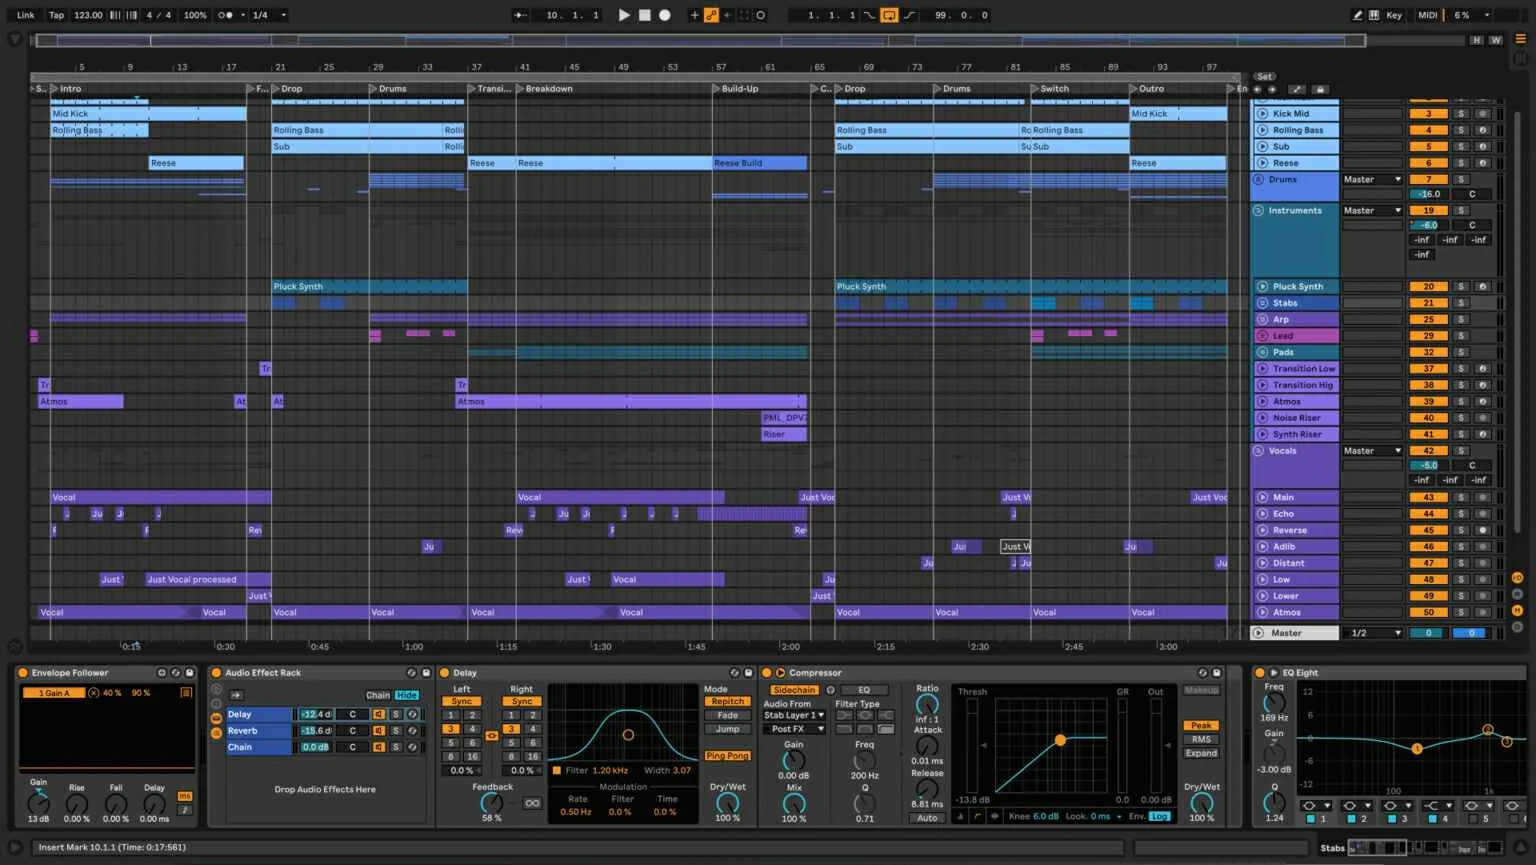 Link Tap 123.00 4 / 4 100% 1/4 10. 1. 1 1. 1. 1 99. 0. 0 Key MIDI 6 %
H W
5 9 13 17 21 25 29 33 37 41 45 49 53 57 61 65 69 73 77 81 85 89 93 97
Set
S.. Intro F... Drop Drums Transi... Breakdown Build-Up C.. Drop Drums Switch Outro En
Mid Kick Mid Kick Kick Mid 3 S
Rolling Bass Rolling Bass Rolli Rolling Bass Rc Rolling Bass Rolling Bass 4 S
Sub Rolli Sub Su Sub Sub 5 S
Reese Reese Reese Reese Build Reese Reese 6 S
Drums Master 7 S
-16.0 C
Instruments Master 19 S
-6.0 C
-inf -inf -inf
-inf
Pluck Synth Pluck Synth Pluck Synth 20 S
Stabs 21 S
Arp 25 S
Lead 29 S
Pads 32 S
Tr Transition Low 37 S
Tr Tr Transition Hig 38 S
Atmos At At Atmos Atmos 39 S
PML_DPV7 Noise Riser 40 S
Riser Synth Riser 41 S
Vocals Master 42 S
-5.0 C
-inf -inf -inf
Vocal Vocal Just Voc Just V Just Voc Main 43 S
J Ju J J J Ju Ju J J J J Echo 44 S
F Rev Reve F Re Reverse 45 S
Ju Jus Just V Ju Adlib 46 S
Ju J Ju Ju Distant 47 S
Just Just Vocal processed Just V Vocal Ju Low 48 S
Just Just Lower 49 S
Vocal Vocal Vocal Vocal Vocal Vocal Vocal Vocal Vocal Vocal Atmos 50 S
Master 1/2 0 0
0:15 0:30 0:45 1:00 1:15 1:30 1:45 2:00 2:15 2:30 2:45 3:00
Envelope Follower
1 Gain A 40 % 90 %
Gain Rise Fall Delay ms
13 dB 0.00 % 0.00 % 0.00 ms
Audio Effect Rack
Chain Hide
Delay -12.4 d C S
Reverb -15.6 d C S
Chain 0.0 dB C S
Drop Audio Effects Here
Delay
Left Right
Sync Sync
1 2 1 2
3 4 3 4
5 6 5 6
8 16 8 16
0.0 % 0.0 %
Feedback
58 %
Filter 1.20 kHz Width 3.07
Modulation
Rate Filter Time
0.50 Hz 0.0 % 0.0 %
Mode
Repitch
Fade
Jump
Ping Pong
Dry/Wet
100 %
Compressor
Sidechain EQ
Audio From Filter Type
Stab Layer 1
Post FX
Gain Freq
0.00 dB 200 Hz
Mix Q
100 % 0.71
Ratio
inf : 1
Attack
0.01 ms
Release
8.81 ms
Auto
Thresh GR Out
-13.8 dB 0.0 0.00 dB
Knee 6.0 dB Look. 0 ms Env. Log
Makeup
Peak
RMS
Expand
Dry/Wet
100 %
EQ Eight
Freq
169 Hz
Gain
-3.00 dB
Q
1.24
12
6
0
-6
-12
100 1k
1 2 3
1 2 3 4 5
Insert Mark 10.1.1 (Time: 0:17:561) Stabs